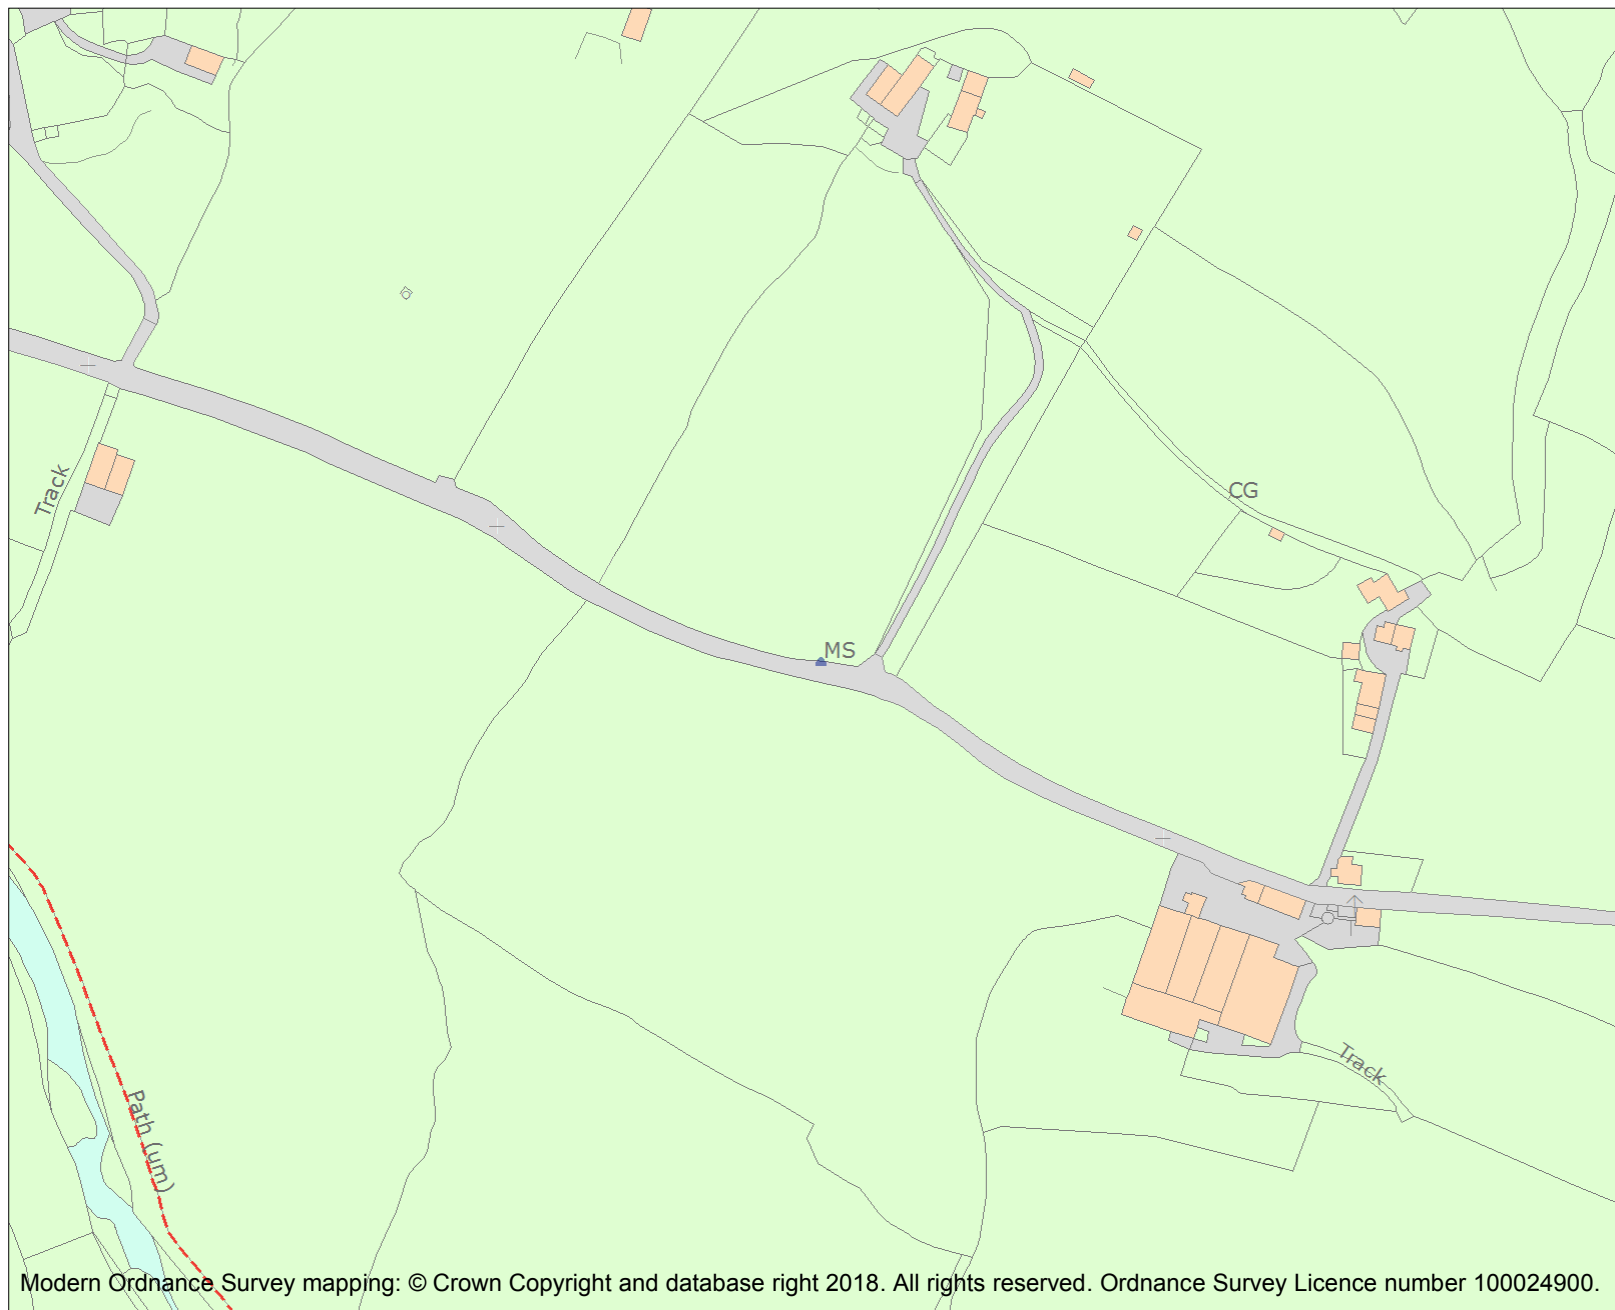 Track
CG
MS
Track
Path (um)
Modern Ordnance Survey mapping: © Crown Copyright and database right 2018. All rights reserved. Ordnance Survey Licence number 100024900.